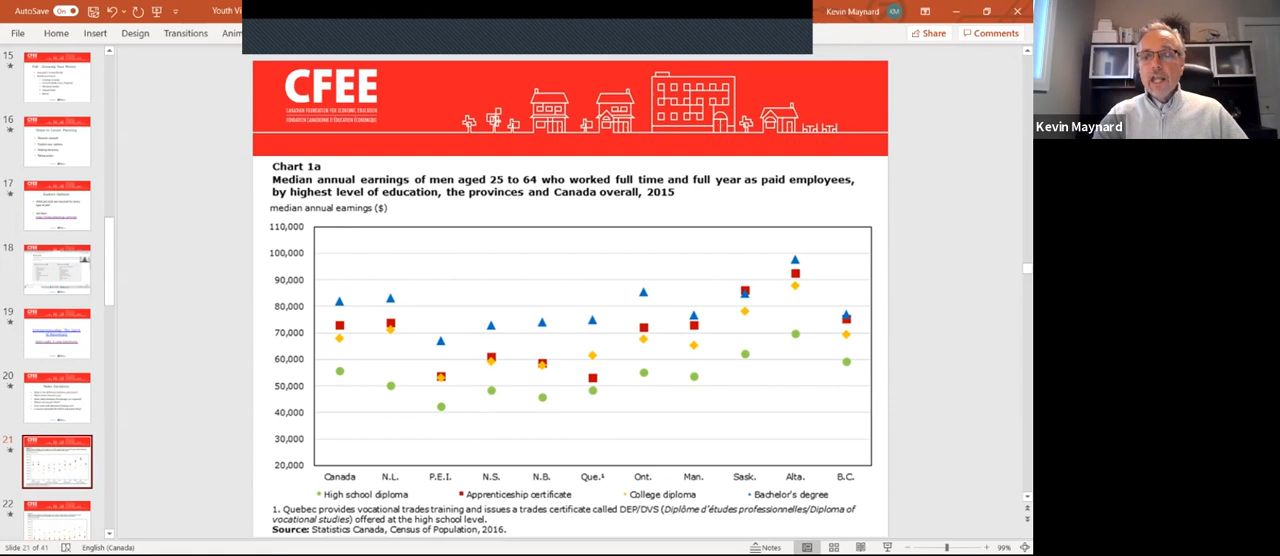 AutoSave On
Youth Vi
Kevin Maynard KM
File Home Insert Design Transitions Anim
Share Comments
15
16
17
18
19
20
21
22
CFEE
CANADIAN FOUNDATION FOR ECONOMIC EDUCATION
FONDATION CANADIENNE D'ÉDUCATION ÉCONOMIQUE
Chart 1a
Median annual earnings of men aged 25 to 64 who worked full time and full year as paid employees,
by highest level of education, the provinces and Canada overall, 2015
median annual earnings ($)
110,000
100,000
90,000
80,000
70,000
60,000
50,000
40,000
30,000
20,000
Canada N.L. P.E.I. N.S. N.B. Que.¹ Ont. Man. Sask. Alta. B.C.
High school diploma Apprenticeship certificate College diploma Bachelor's degree
1. Quebec provides vocational trades training and issues a trades certificate called DEP/DVS (Diplôme d'études professionnelles/Diploma of
vocational studies) offered at the high school level.
Source: Statistics Canada, Census of Population, 2016.
Kevin Maynard
Slide 21 of 41 English (Canada) Notes 99%